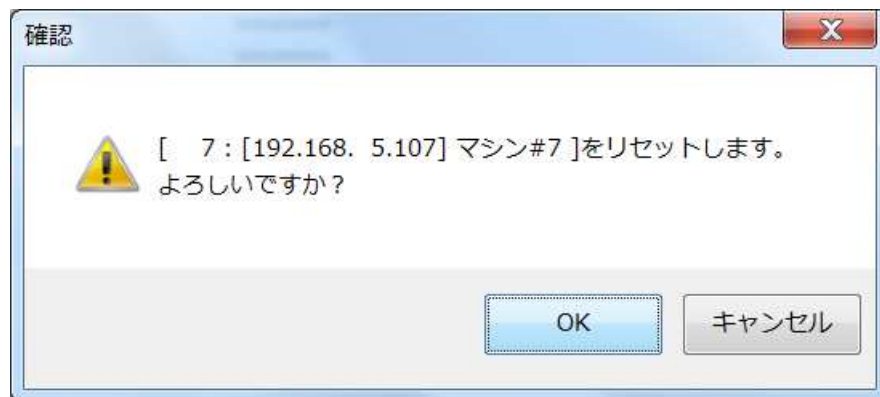 確認
[　7 : [192.168.  5.107] マシン#7 ]をリセットします。
よろしいですか？
OK
キャンセル